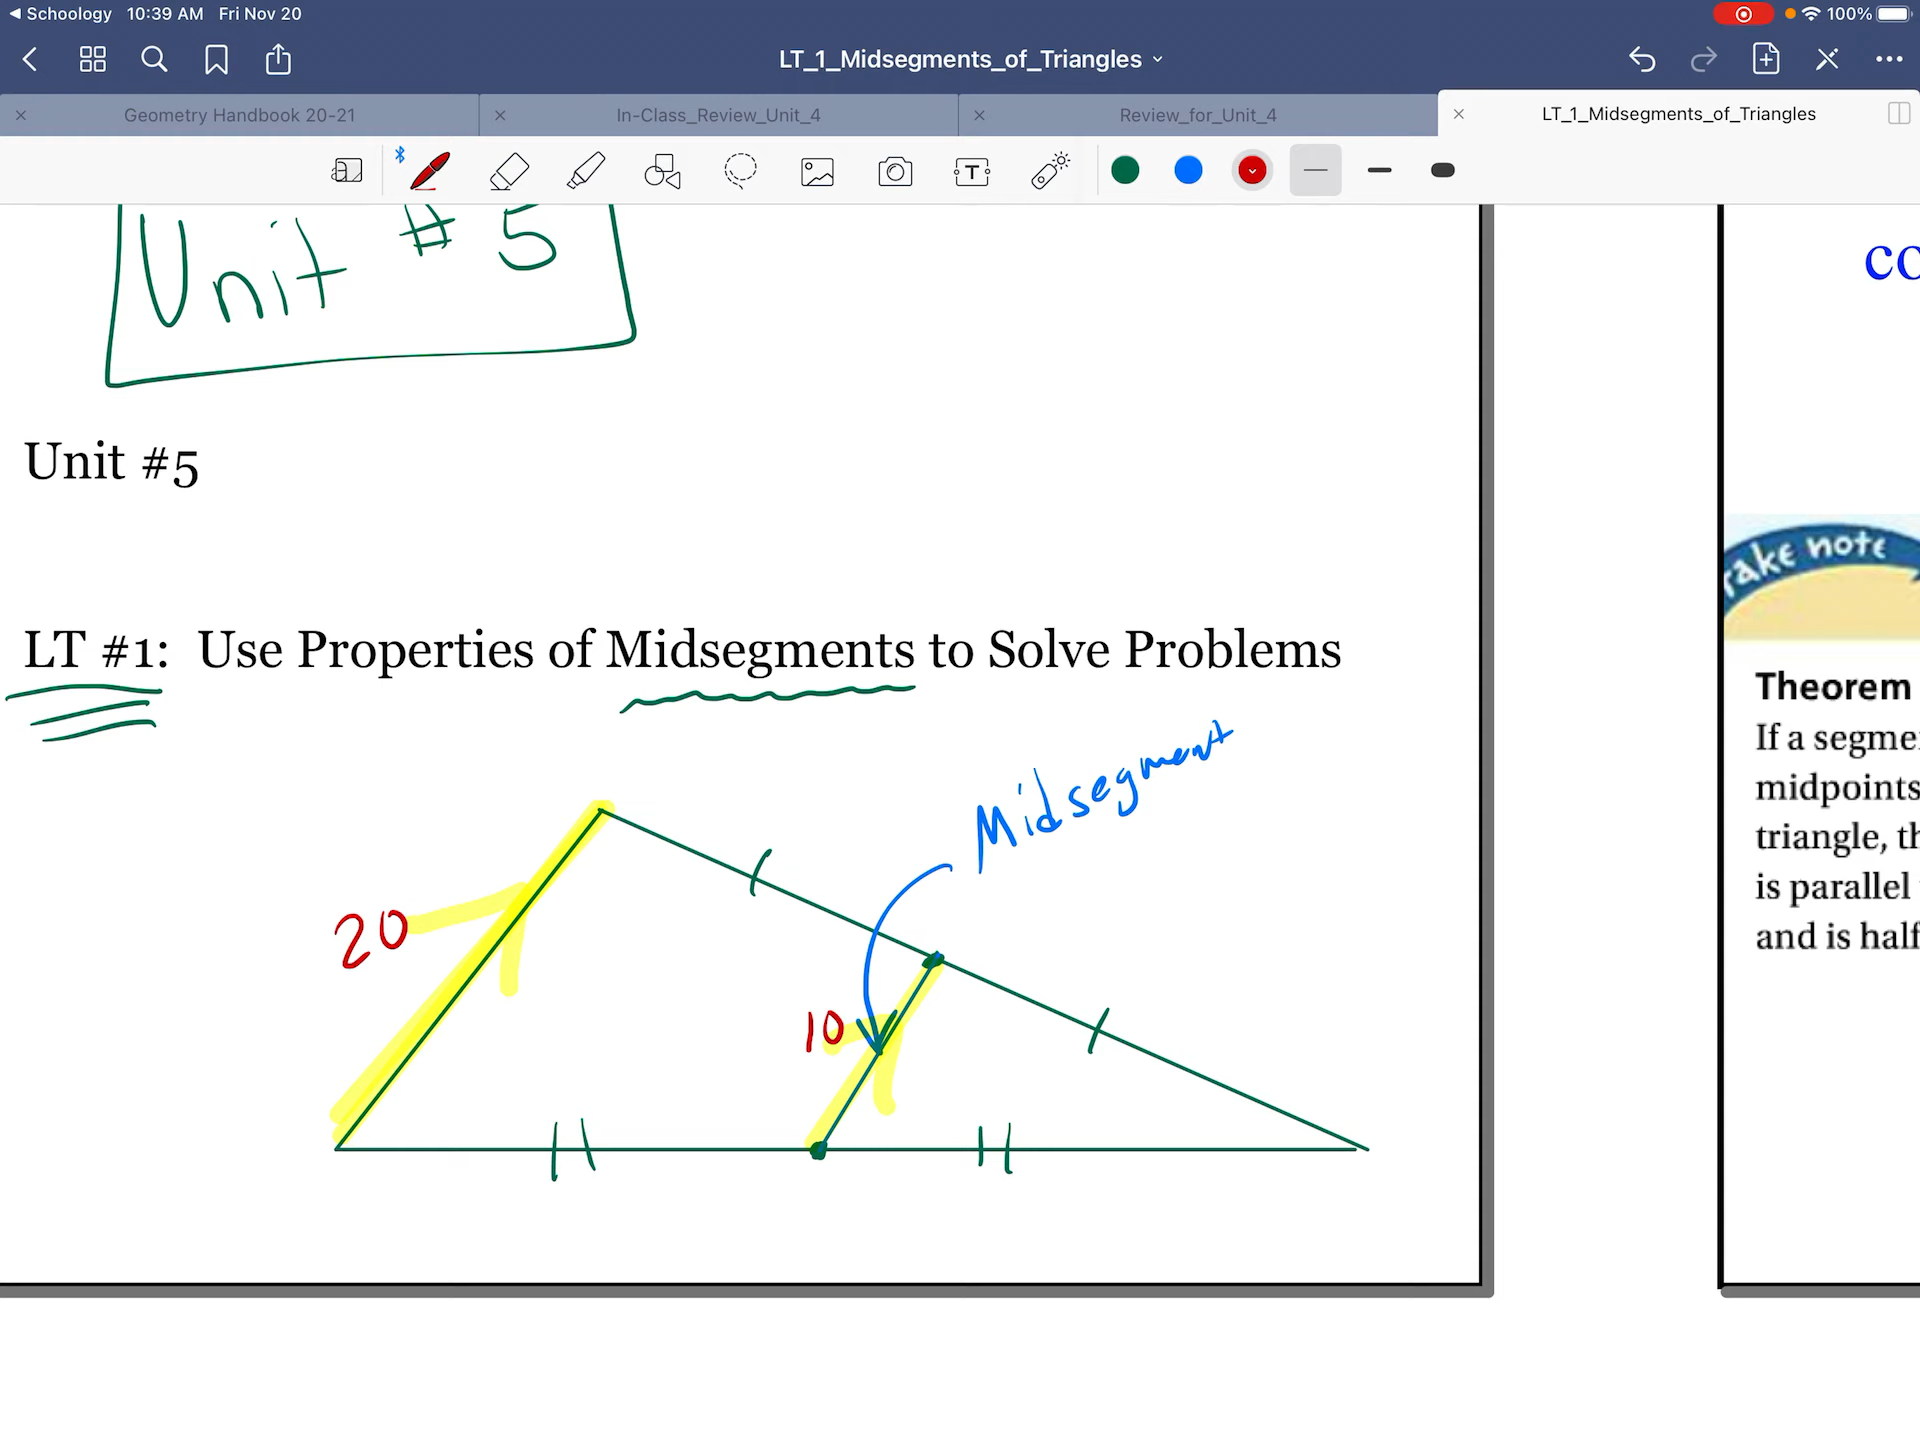 Schoology 10:39 AM Fri Nov 20
100%
LT_1_Midsegments_of_Triangles
Geometry Handbook 20-21
In-Class_Review_Unit_4
Review_for_Unit_4
LT_1_Midsegments_of_Triangles
T
Unit # 5
Unit #5
LT #1: Use Properties of Midsegments to Solve Problems
Midsegment
20
10
co
Take note
Theorem
If a segme
midpoints
triangle, th
is parallel
and is half